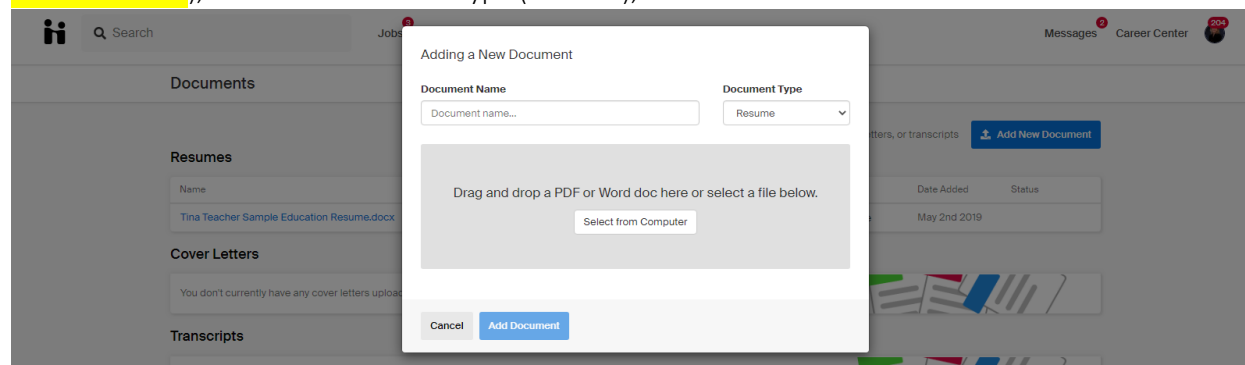 Search
Jobs
3
Messages
2
Career Center
204
Documents
Adding a New Document
Document Name
Document Type
Document name...
Resume
tters, or transcripts
Add New Document
Resumes
Name
Date Added
Status
Tina Teacher Sample Education Resume.docx
May 2nd 2019
Drag and drop a PDF or Word doc here or select a file below.
Select from Computer
Cover Letters
You don't currently have any cover letters uploa
Cancel
Add Document
Transcripts